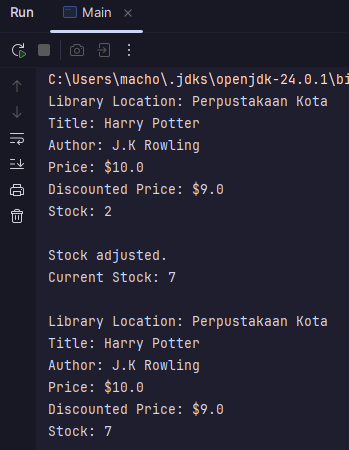 Run
Main
C:\Users\macho\.jdks\openjdk-24.0.1\bi
Library Location: Perpustakaan Kota
Title: Harry Potter
Author: J.K Rowling
Price: $10.0
Discounted Price: $9.0
Stock: 2
Stock adjusted.
Current Stock: 7
Library Location: Perpustakaan Kota
Title: Harry Potter
Author: J.K Rowling
Price: $10.0
Discounted Price: $9.0
Stock: 7